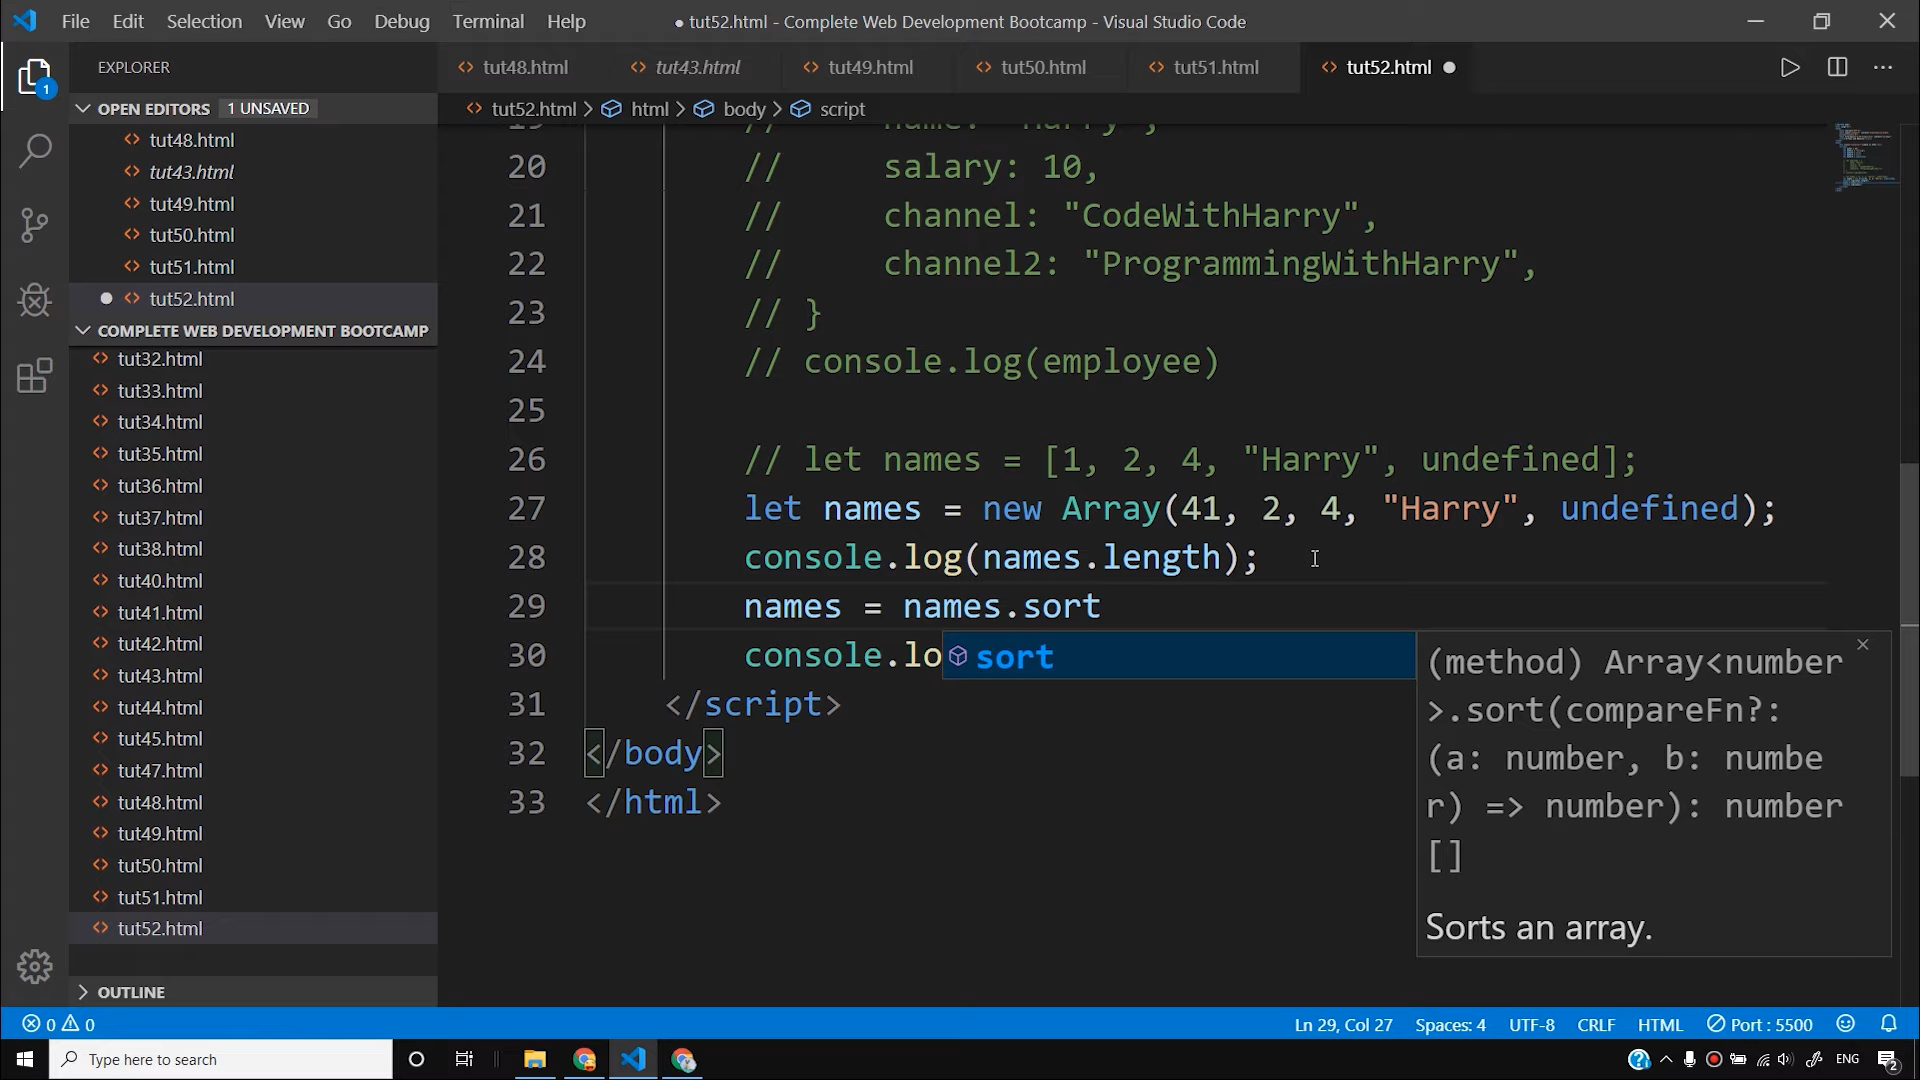 File Edit Selection View Go Debug Terminal Help
● tut52.html - Complete Web Development Bootcamp - Visual Studio Code
EXPLORER
OPEN EDITORS 1 UNSAVED
tut48.html
tut43.html
tut49.html
tut50.html
tut51.html
tut52.html
COMPLETE WEB DEVELOPMENT BOOTCAMP
tut32.html
tut33.html
tut34.html
tut35.html
tut36.html
tut37.html
tut38.html
tut40.html
tut41.html
tut42.html
tut43.html
tut44.html
tut45.html
tut47.html
tut48.html
tut49.html
tut50.html
tut51.html
tut52.html
OUTLINE
1
tut48.html tut43.html tut49.html tut50.html tut51.html tut52.html
tut52.html > html > body > script
19 // name: "Harry",
20 // salary: 10,
21 // channel: "CodeWithHarry",
22 // channel2: "ProgrammingWithHarry",
23 // }
24 // console.log(employee)
25
26 // let names = [1, 2, 4, "Harry", undefined];
27 let names = new Array(41, 2, 4, "Harry", undefined);
28 console.log(names.length);
29 names = names.sort
30 console.lo
31 </script>
32 </body>
33 </html>
sort
(method) Array<number
>.sort(compareFn?:
(a: number, b: numbe
r) => number): number
[]
Sorts an array.
0 0
Ln 29, Col 27 Spaces: 4 UTF-8 CRLF HTML Port : 5500
Type here to search
ENG
2